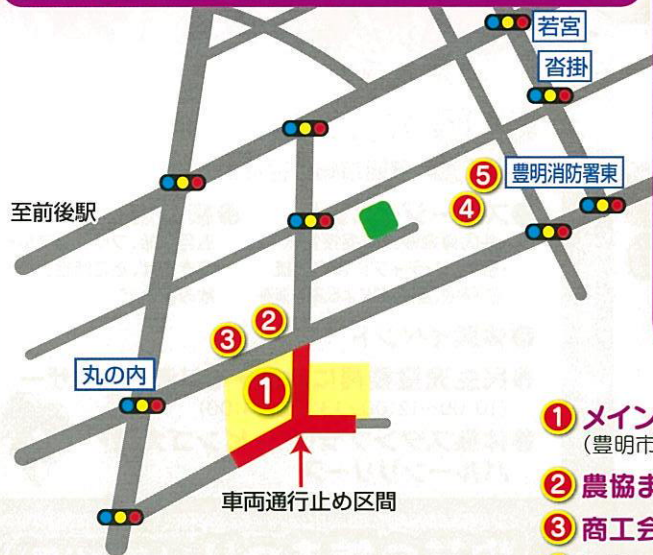 若宮
沓掛
豊明消防署東
⑤
④
至前後駅
②
③
丸の内
①
車両通行止め区間
① メイン
(豊明市
② 農協ま
③ 商工会